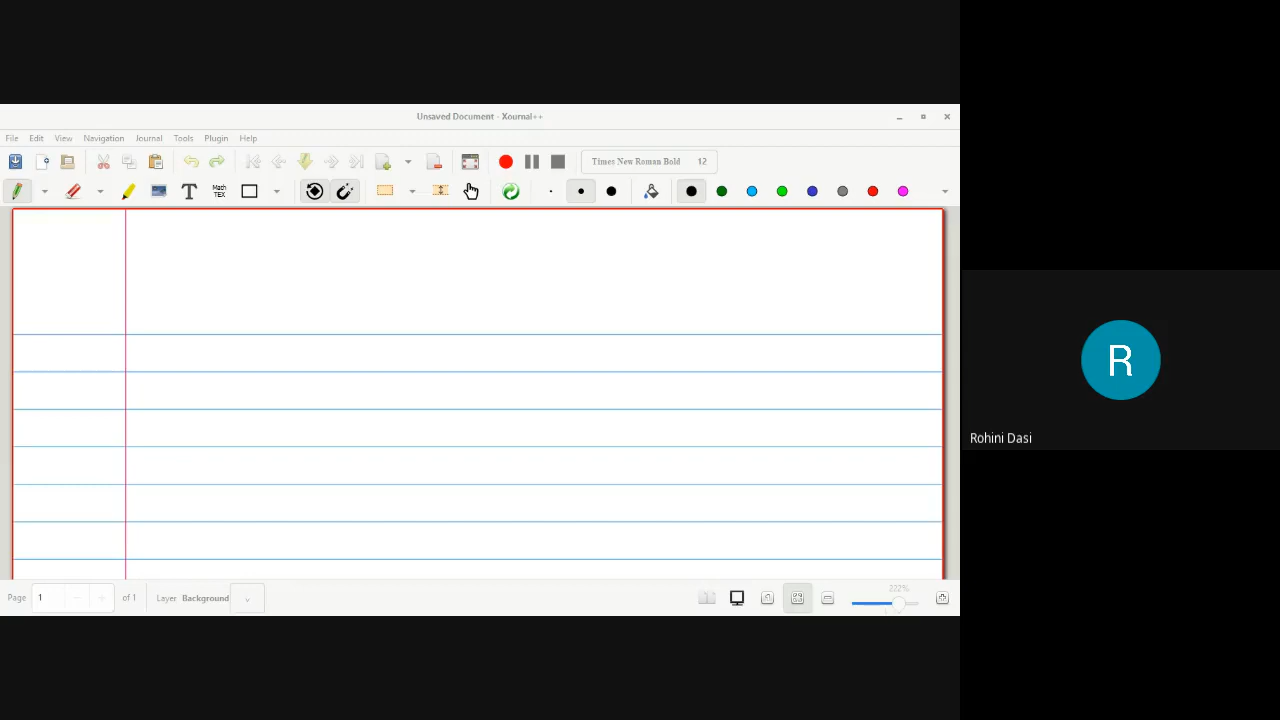 Unsaved Document - Xournal++
File Edit View Navigation Journal Tools Plugin Help
Times New Roman Bold 12
T Math TEX
R
Rohini Dasi
Page 1 of 1 Layer Background 222%